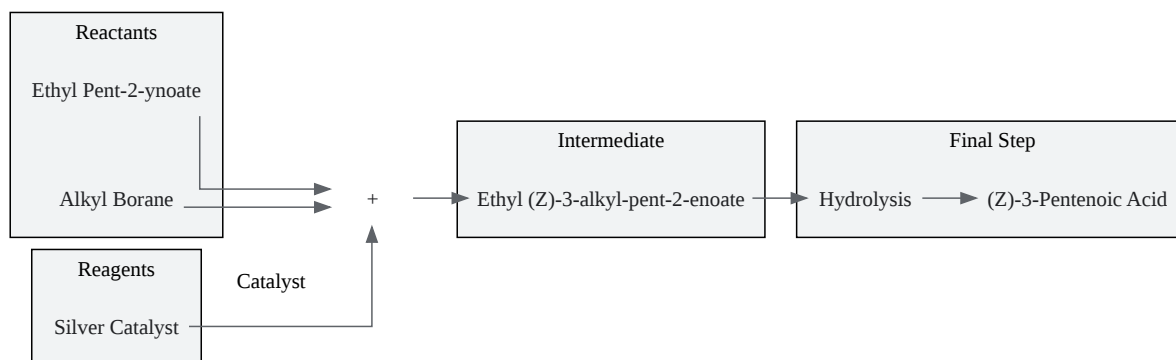 Reactants
Ethyl Pent-2-ynoate
Alkyl Borane
Reagents
Silver Catalyst
Catalyst
+
Intermediate
Ethyl (Z)-3-alkyl-pent-2-enoate
Final Step
Hydrolysis
(Z)-3-Pentenoic Acid